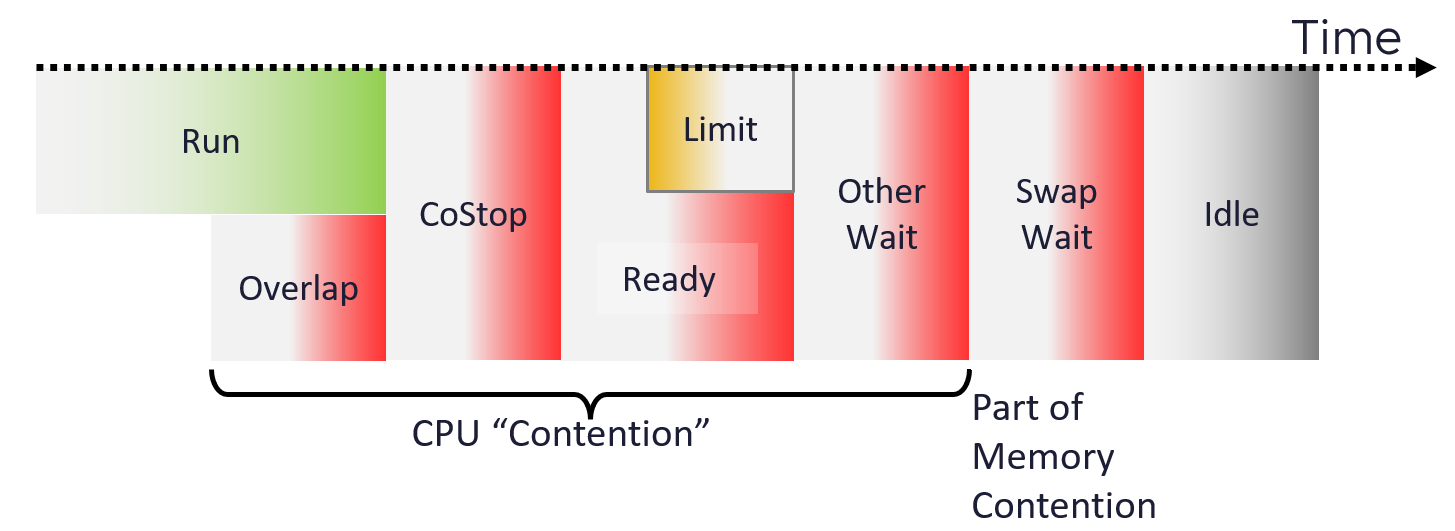 Time
Run
Overlap
CoStop
Limit
Ready
Other
Wait
Swap
Wait
Idle
CPU “Contention”
Part of
Memory
Contention